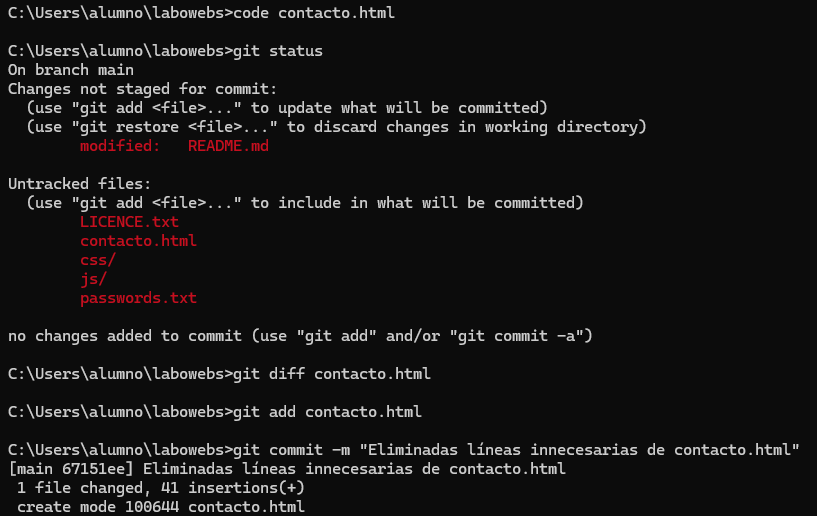 C:\Users\alumno\labowebs>code contacto.html
C:\Users\alumno\labowebs>git status
On branch main
Changes not staged for commit:
  (use "git add <file>..." to update what will be committed)
  (use "git restore <file>..." to discard changes in working directory)
        modified:   README.md
Untracked files:
  (use "git add <file>..." to include in what will be committed)
        LICENCE.txt
        contacto.html
        css/
        js/
        passwords.txt
no changes added to commit (use "git add" and/or "git commit -a")
C:\Users\alumno\labowebs>git diff contacto.html
C:\Users\alumno\labowebs>git add contacto.html
C:\Users\alumno\labowebs>git commit -m "Eliminadas líneas innecesarias de contacto.html"
[main 67151ee] Eliminadas líneas innecesarias de contacto.html
 1 file changed, 41 insertions(+)
 create mode 100644 contacto.html